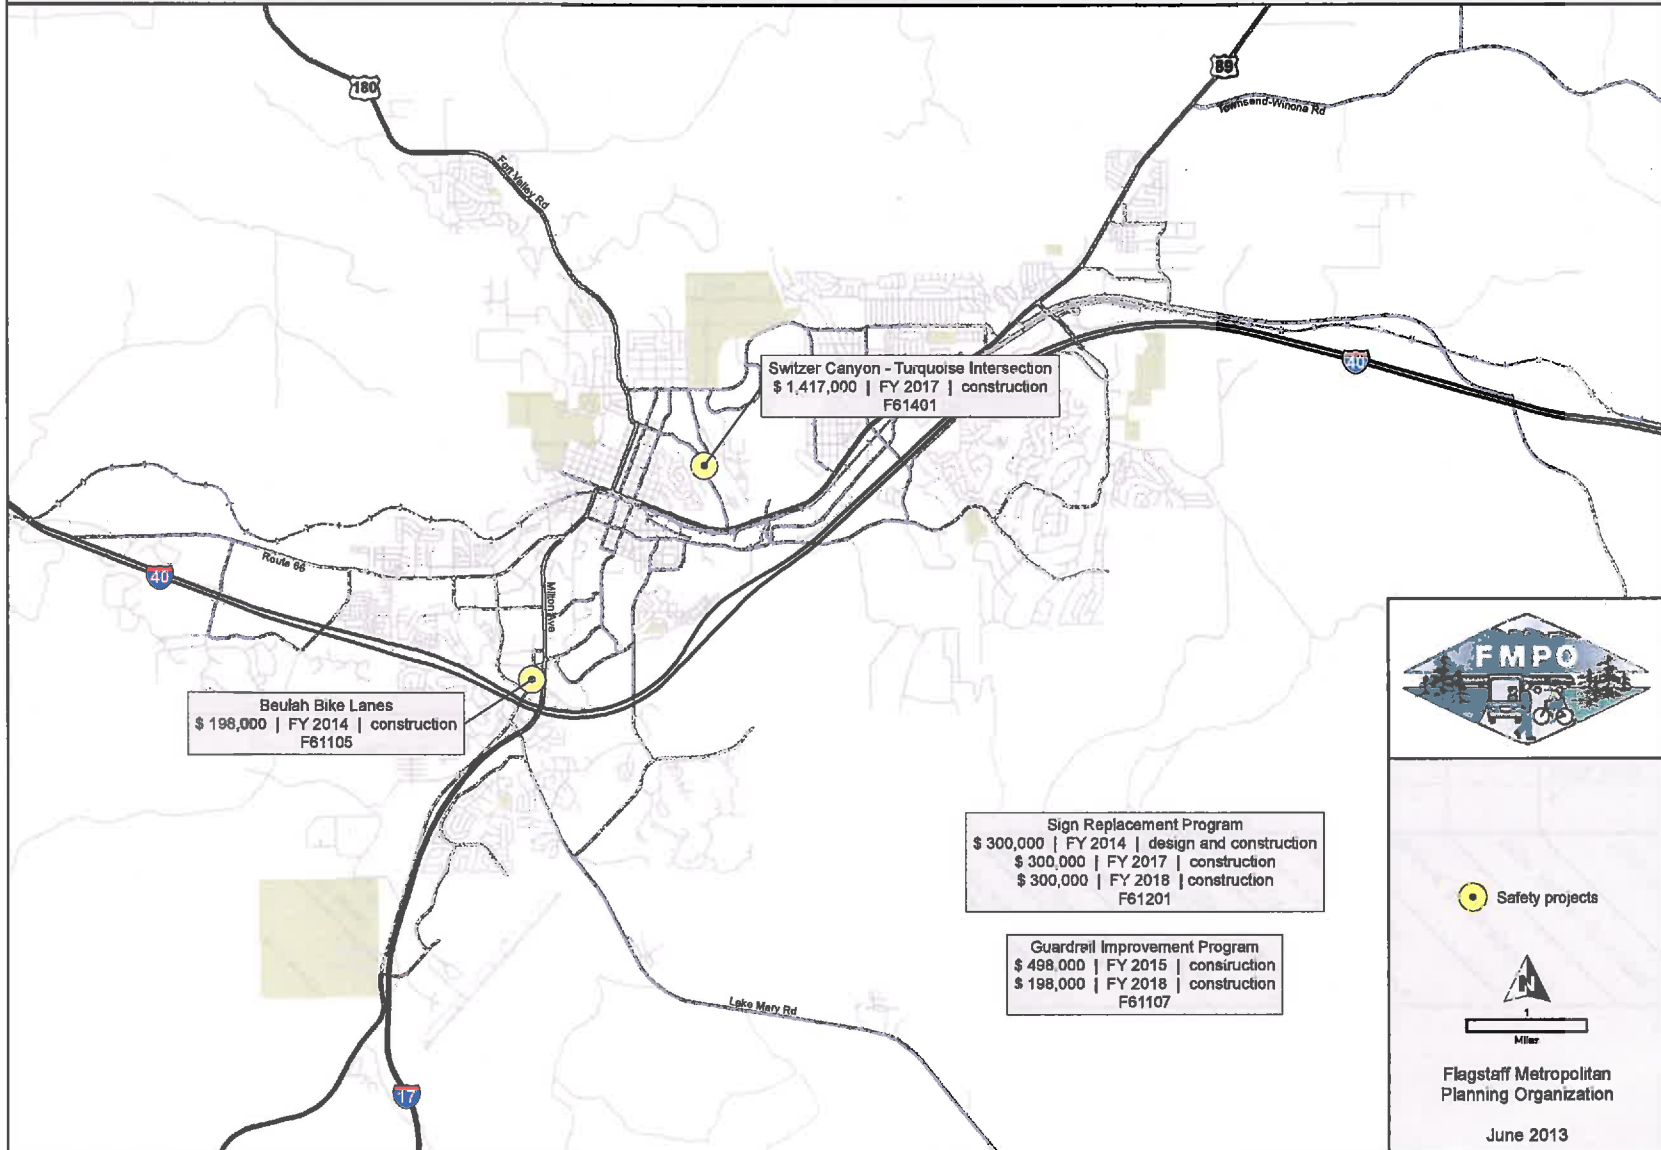 180
89
Townsend-Winona Rd
Fort Valley Rd
40
Switzer Canyon - Turquoise Intersection
$ 1,417,000 | FY 2017 | construction
F61401
Route 66
40
Milton Ave
Beulah Bike Lanes
$ 198,000 | FY 2014 | construction
F61105
FMPO
Sign Replacement Program
$ 300,000 | FY 2014 | design and construction
$ 300,000 | FY 2017 | construction
$ 300,000 | FY 2018 | construction
F61201
Guardrail Improvement Program
$ 498,000 | FY 2015 | construction
$ 198,000 | FY 2018 | construction
F61107
Lake Mary Rd
17
Safety projects
N
1
Miles
Flagstaff Metropolitan
Planning Organization
June 2013